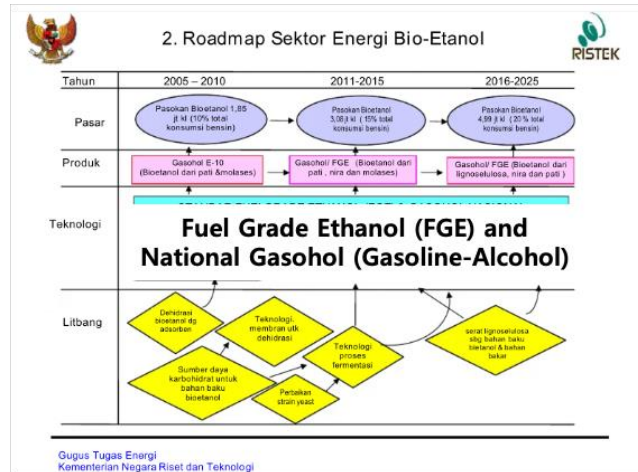 2. Roadmap Sektor Energi Bio-Etanol
RISTEK
Tahun
2005 – 2010
2011-2015
2016-2025
Pasar
Pasokan Bioetanol 1,85
jt kl (10% total
konsumsi bensin)
Pasokan Bioetanol
3,08 jt kl ( 15% total
konsumsi bensin)
Pasokan Bioetanol
4,99 jt kl ( 20 % total
konsumsi bensin)
Produk
Gasohol E-10
(Bioetanol dari pati &molases)
Gasohol/ FGE (Bioetanol dari
pati , nira dan molases)
Gasohol/ FGE (Bioetanol dari
lignoselulosa, nira dan pati )
Teknologi
Fuel Grade Ethanol (FGE) and
National Gasohol (Gasoline-Alcohol)
Litbang
Dehidrasi
bioetanol dg
adsorban
Teknologi.
membran utk
dehidrasi
Sumber daya
karbohidrat untuk
bahan baku
bioetanol
Perbaikan
strain yeast
Teknologi
proses
fermentasi
serat lignoselulosa
sbg bahan baku
bietanol & bahan
bakar
Gugus Tugas Energi
Kementerian Negara Riset dan Teknologi